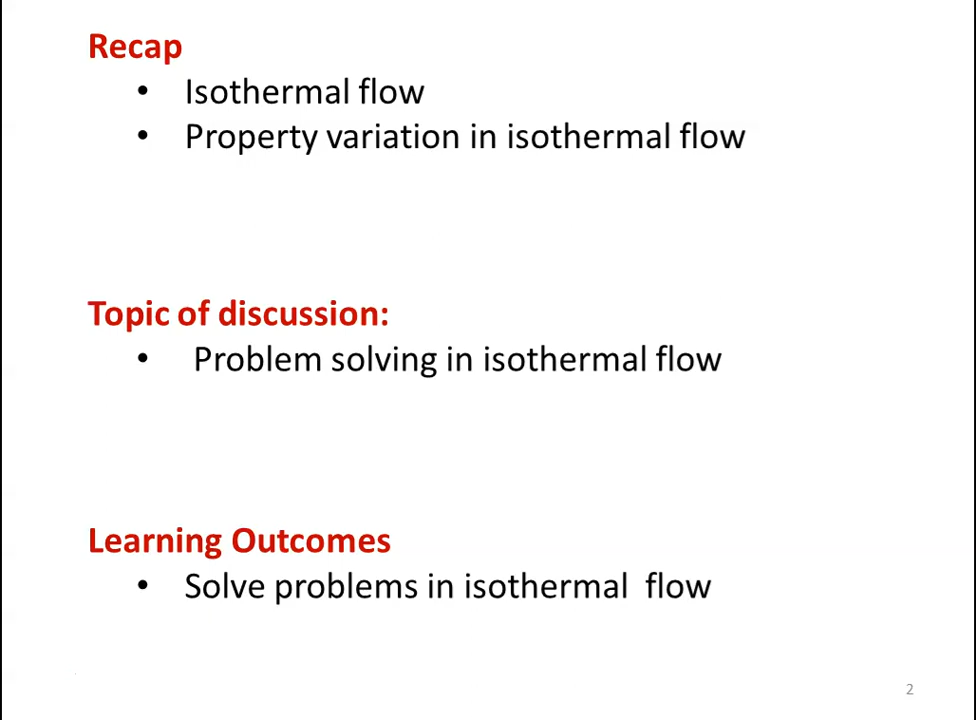 Recap
• Isothermal flow
• Property variation in isothermal flow
Topic of discussion:
• Problem solving in isothermal flow
Learning Outcomes
• Solve problems in isothermal flow
2